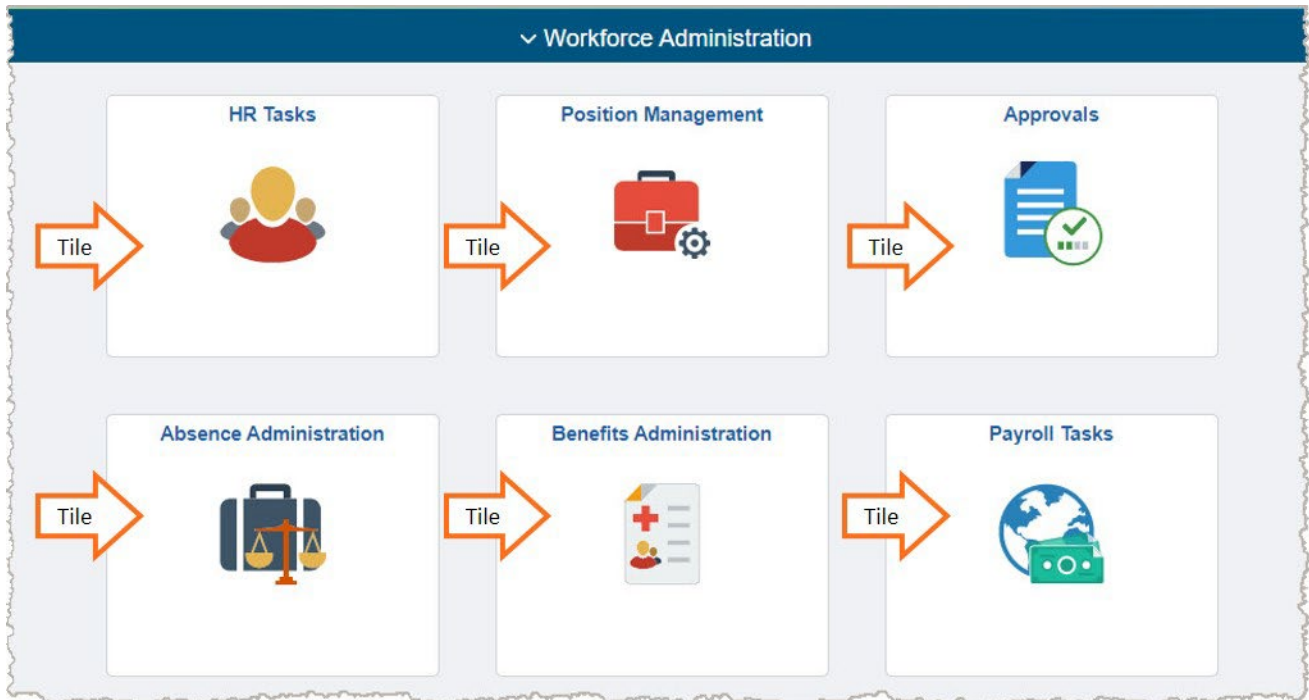 Workforce Administration
HR Tasks
Position Management
Approvals
Tile
Tile
Tile
Absence Administration
Benefits Administration
Payroll Tasks
Tile
Tile
Tile